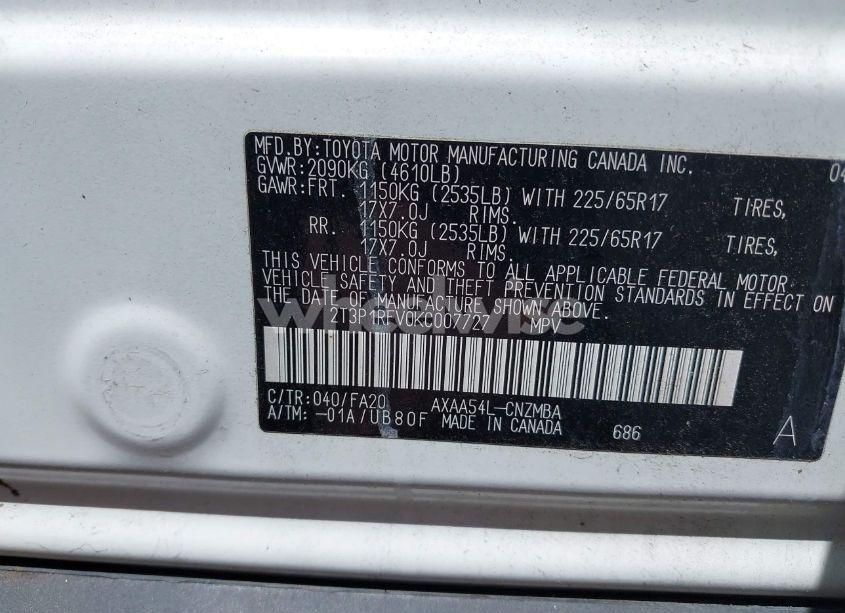 MFD.BY:TOYOTA MOTOR MANUFACTURING CANADA INC. 04
GVWR:2090KG (4610LB)
GAWR:FRT. 1150KG (2535LB) WITH 225/65R17 TIRES,
17X7.0J RIMS.
RR. 1150KG (2535LB) WITH 225/65R17 TIRES,
17X7.0J RIMS.
THIS VEHICLE CONFORMS TO ALL APPLICABLE FEDERAL MOTOR
VEHICLE SAFETY AND THEFT PREVENTION STANDARDS IN EFFECT ON
THE DATE OF MANUFACTURE SHOWN ABOVE.
2T3P1RFV0KC007727 MPV
C/TR:040/FA20 AXAA54L-CNZMBA
A/TM:-01A/UB80F MADE IN CANADA 686 A